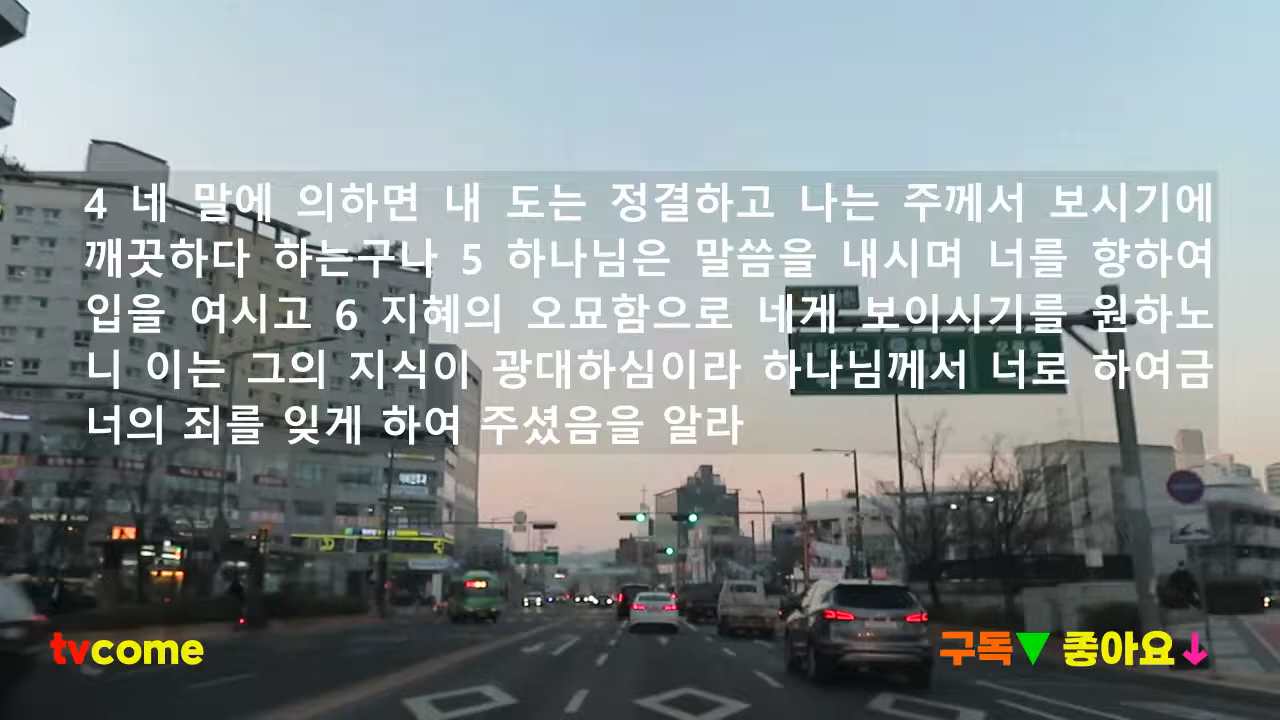 4 네 말에 의하면 내 도는 정결하고 나는 주께서 보시기에
깨끗하다 하는구나 5 하나님은 말씀을 내시며 너를 향하여
입을 여시고 6 지혜의 오묘함으로 네게 보이시기를 원하노
니 이는 그의 지식이 광대하심이라 하나님께서 너로 하여금
너의 죄를 잊게 하여 주셨음을 알라
tvcome
구독▼ 좋아요↓